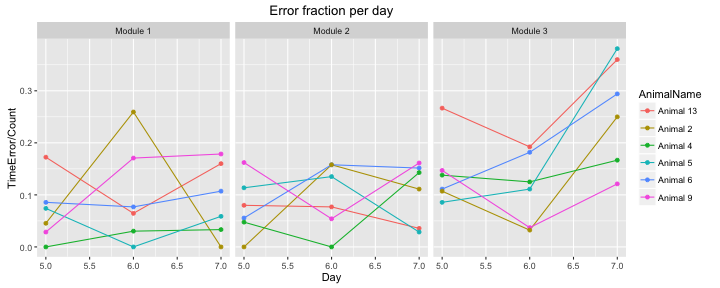 Error fraction per day
Module 1 Module 2 Module 3
TimeError/Count
0.3
0.2
0.1
0.0
5.0 5.5 6.0 6.5 7.0 5.0 5.5 6.0 6.5 7.0 5.0 5.5 6.0 6.5 7.0
Day
AnimalName
Animal 13
Animal 2
Animal 4
Animal 5
Animal 6
Animal 9